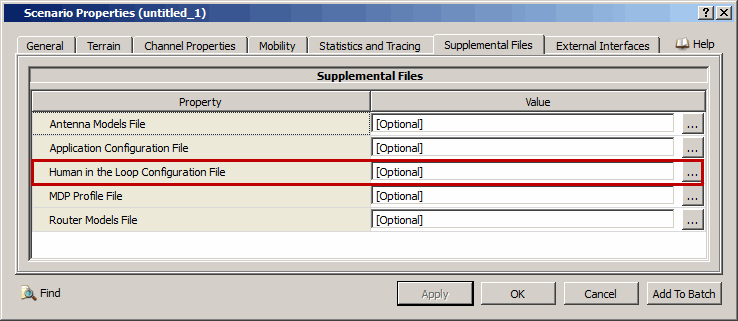 Scenario Properties (untitled_1)
General Terrain Channel Properties Mobility Statistics and Tracing Supplemental Files External Interfaces Help
Supplemental Files
Property Value
Antenna Models File [Optional] ...
Application Configuration File [Optional] ...
Human in the Loop Configuration File [Optional] ...
MDP Profile File [Optional] ...
Router Models File [Optional] ...
Find Apply OK Cancel Add To Batch